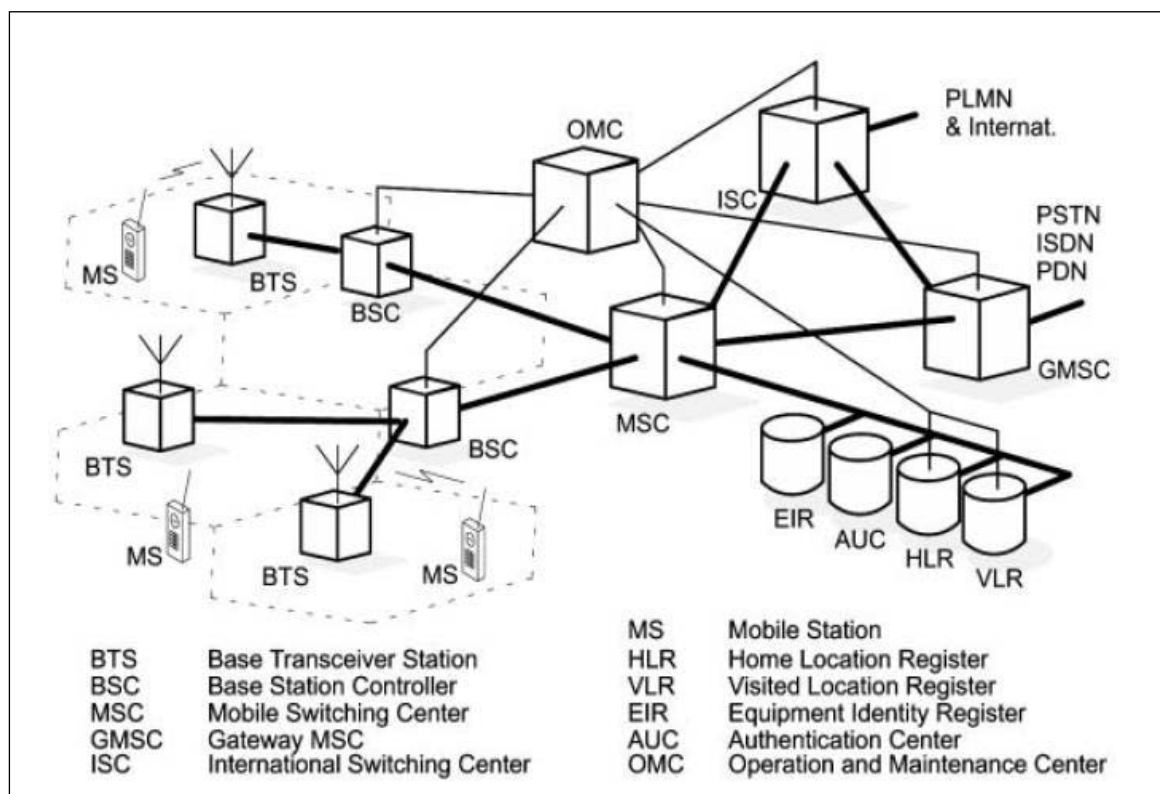 PLMN
& Internat.
OMC
ISC
PSTN
ISDN
PDN
MS
BTS
BSC
GMSC
MSC
BTS
BSC
MS
BTS
MS
EIR
AUC
HLR
VLR
BTS Base Transceiver Station
BSC Base Station Controller
MSC Mobile Switching Center
GMSC Gateway MSC
ISC International Switching Center
MS Mobile Station
HLR Home Location Register
VLR Visited Location Register
EIR Equipment Identity Register
AUC Authentication Center
OMC Operation and Maintenance Center